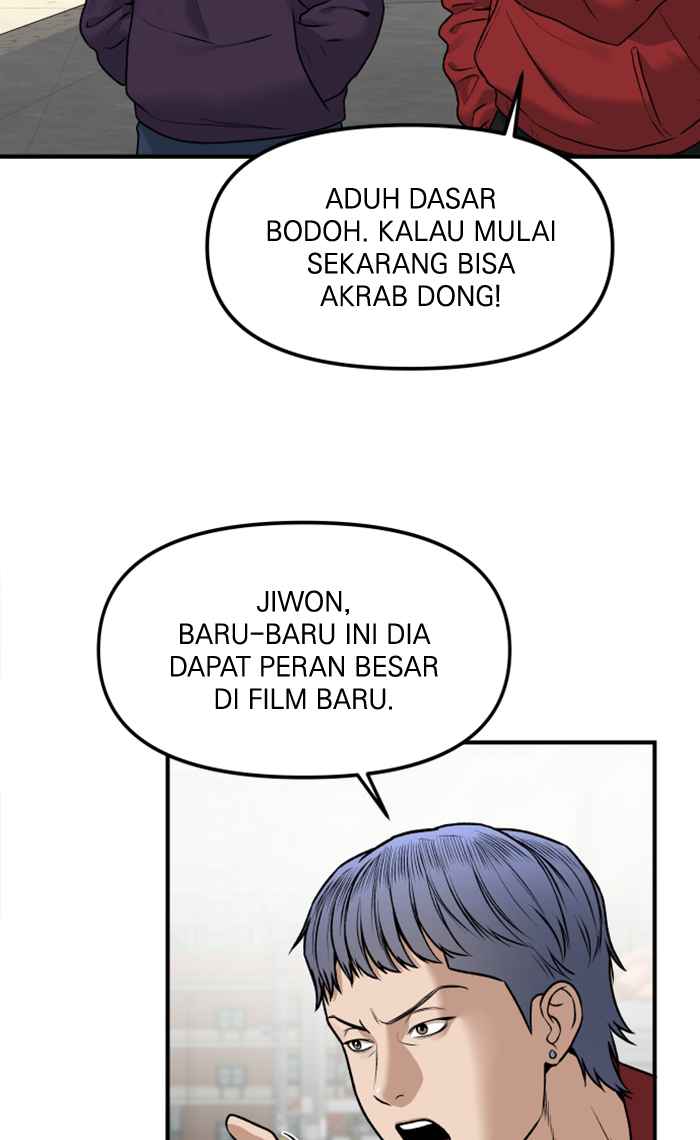 ADUH DASAR
BODOH. KALAU MULAI
SEKARANG BISA
AKRAB DONG!
JIWON,
BARU-BARU INI DIA
DAPAT PERAN BESAR
DI FILM BARU.